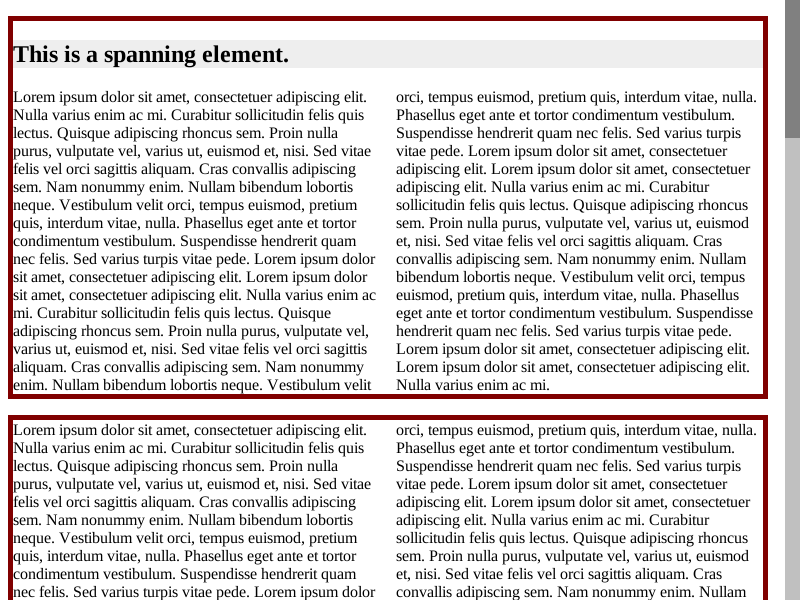 This is a spanning element.
Lorem ipsum dolor sit amet, consectetuer adipiscing elit.
Nulla varius enim ac mi. Curabitur sollicitudin felis quis
lectus. Quisque adipiscing rhoncus sem. Proin nulla
purus, vulputate vel, varius ut, euismod et, nisi. Sed vitae
felis vel orci sagittis aliquam. Cras convallis adipiscing
sem. Nam nonummy enim. Nullam bibendum lobortis
neque. Vestibulum velit orci, tempus euismod, pretium
quis, interdum vitae, nulla. Phasellus eget ante et tortor
condimentum vestibulum. Suspendisse hendrerit quam
nec felis. Sed varius turpis vitae pede. Lorem ipsum dolor
sit amet, consectetuer adipiscing elit. Lorem ipsum dolor
sit amet, consectetuer adipiscing elit. Nulla varius enim ac
mi. Curabitur sollicitudin felis quis lectus. Quisque
adipiscing rhoncus sem. Proin nulla purus, vulputate vel,
varius ut, euismod et, nisi. Sed vitae felis vel orci sagittis
aliquam. Cras convallis adipiscing sem. Nam nonummy
enim. Nullam bibendum lobortis neque. Vestibulum velit
orci, tempus euismod, pretium quis, interdum vitae, nulla.
Phasellus eget ante et tortor condimentum vestibulum.
Suspendisse hendrerit quam nec felis. Sed varius turpis
vitae pede. Lorem ipsum dolor sit amet, consectetuer
adipiscing elit. Lorem ipsum dolor sit amet, consectetuer
adipiscing elit. Nulla varius enim ac mi. Curabitur
sollicitudin felis quis lectus. Quisque adipiscing rhoncus
sem. Proin nulla purus, vulputate vel, varius ut, euismod
et, nisi. Sed vitae felis vel orci sagittis aliquam. Cras
convallis adipiscing sem. Nam nonummy enim. Nullam
bibendum lobortis neque. Vestibulum velit orci, tempus
euismod, pretium quis, interdum vitae, nulla. Phasellus
eget ante et tortor condimentum vestibulum. Suspendisse
hendrerit quam nec felis. Sed varius turpis vitae pede.
Lorem ipsum dolor sit amet, consectetuer adipiscing elit.
Lorem ipsum dolor sit amet, consectetuer adipiscing elit.
Nulla varius enim ac mi.
Lorem ipsum dolor sit amet, consectetuer adipiscing elit.
Nulla varius enim ac mi. Curabitur sollicitudin felis quis
lectus. Quisque adipiscing rhoncus sem. Proin nulla
purus, vulputate vel, varius ut, euismod et, nisi. Sed vitae
felis vel orci sagittis aliquam. Cras convallis adipiscing
sem. Nam nonummy enim. Nullam bibendum lobortis
neque. Vestibulum velit orci, tempus euismod, pretium
quis, interdum vitae, nulla. Phasellus eget ante et tortor
condimentum vestibulum. Suspendisse hendrerit quam
nec felis. Sed varius turpis vitae pede. Lorem ipsum dolor
orci, tempus euismod, pretium quis, interdum vitae, nulla.
Phasellus eget ante et tortor condimentum vestibulum.
Suspendisse hendrerit quam nec felis. Sed varius turpis
vitae pede. Lorem ipsum dolor sit amet, consectetuer
adipiscing elit. Lorem ipsum dolor sit amet, consectetuer
adipiscing elit. Nulla varius enim ac mi. Curabitur
sollicitudin felis quis lectus. Quisque adipiscing rhoncus
sem. Proin nulla purus, vulputate vel, varius ut, euismod
et, nisi. Sed vitae felis vel orci sagittis aliquam. Cras
convallis adipiscing sem. Nam nonummy enim. Nullam